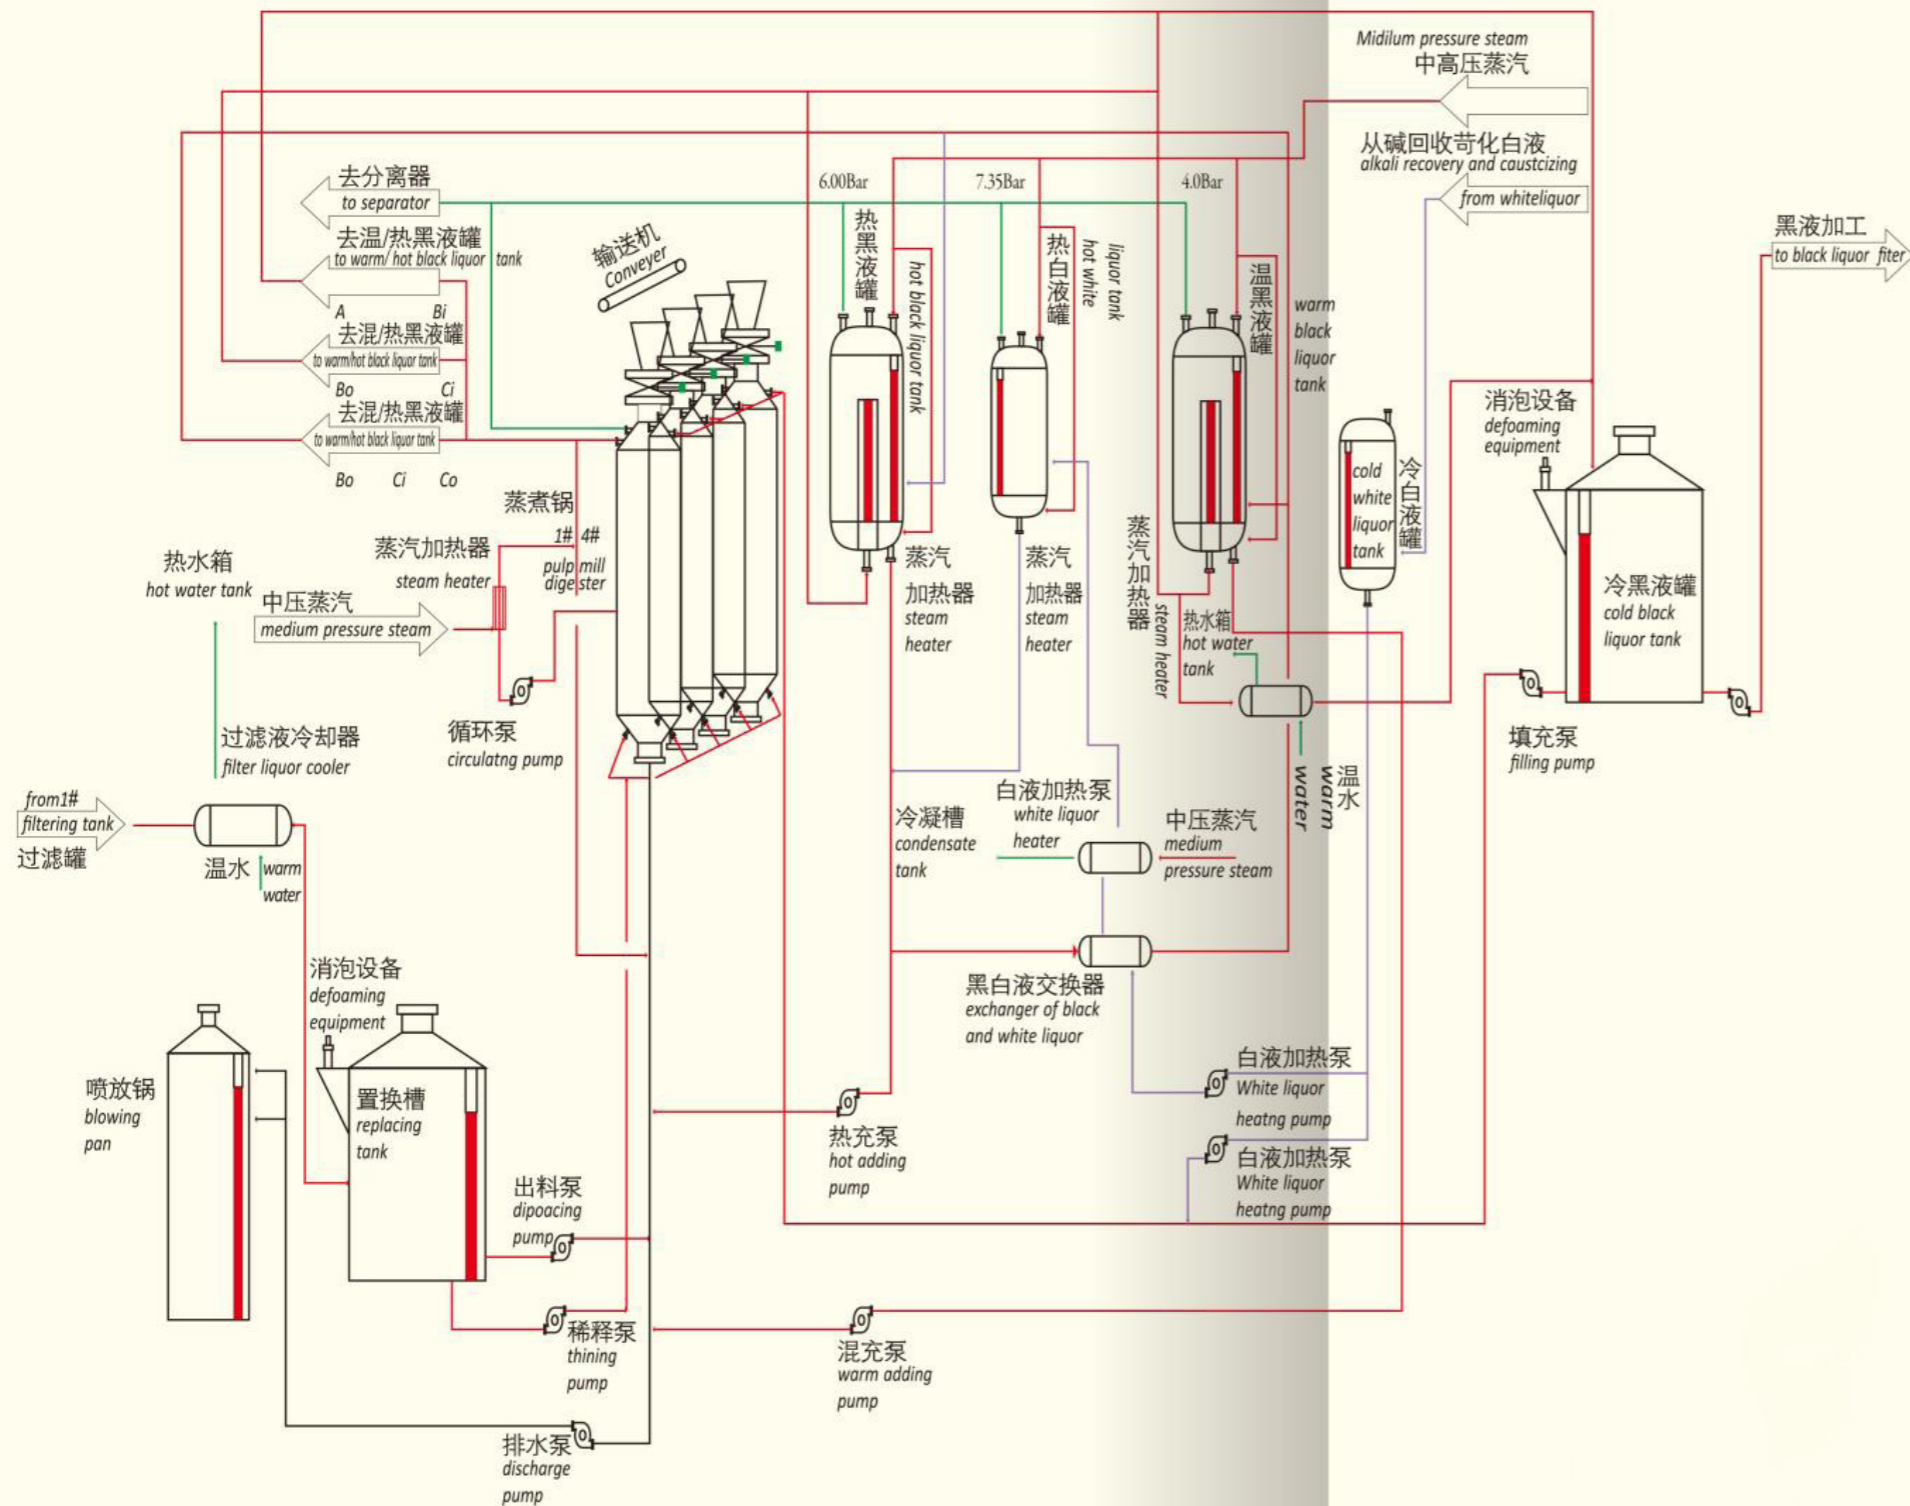 Midilum pressure steam
中高压蒸汽
从碱回收苛化白液
alkali recovery and caustcizing
from whiteliquor
黑液加工
to black liquor fiter
去分离器
to separator
去温/热黑液罐
to warm/ hot black liquor tank
A Bi
去混/热黑液罐
to warm/hot black liquor tank
Bo Ci
去混/热黑液罐
to warm/hot black liquor tank
Bo Ci Co
输送机
Conveyer
6.00Bar
7.35Bar
4.0Bar
热黑液罐
hot black liquor tank
热白液罐
hot white
liquor tank
温黑液罐
warm
black
liquor
tank
消泡设备
defoaming
equipment
cold
white
liquor
tank
冷白液罐
冷黑液罐
cold black
liquor tank
蒸煮锅
1# 4#
pulp mill
dige ster
蒸汽加热器
steam heater
热水箱
hot water tank
中压蒸汽
medium pressure steam
蒸汽
加热器
steam
heater
蒸汽
加热器
steam
heater
蒸汽加热器
steam heater
热水箱
hot water
tank
循环泵
circulatng pump
过滤液冷却器
filter liquor cooler
填充泵
filling pump
from1#
filtering tank
过滤罐
温水
warm
water
冷凝槽
condensate
tank
白液加热泵
white liquor
heater
中压蒸汽
medium
pressure steam
温水
warm
water
消泡设备
defoaming
equipment
黑白液交换器
exchanger of black
and white liquor
喷放锅
blowing
pan
置换槽
replacing
tank
白液加热泵
White liquor
heatng pump
白液加热泵
White liquor
heatng pump
热充泵
hot adding
pump
出料泵
dipoacing
pump
稀释泵
thining
pump
混充泵
warm adding
pump
排水泵
discharge
pump